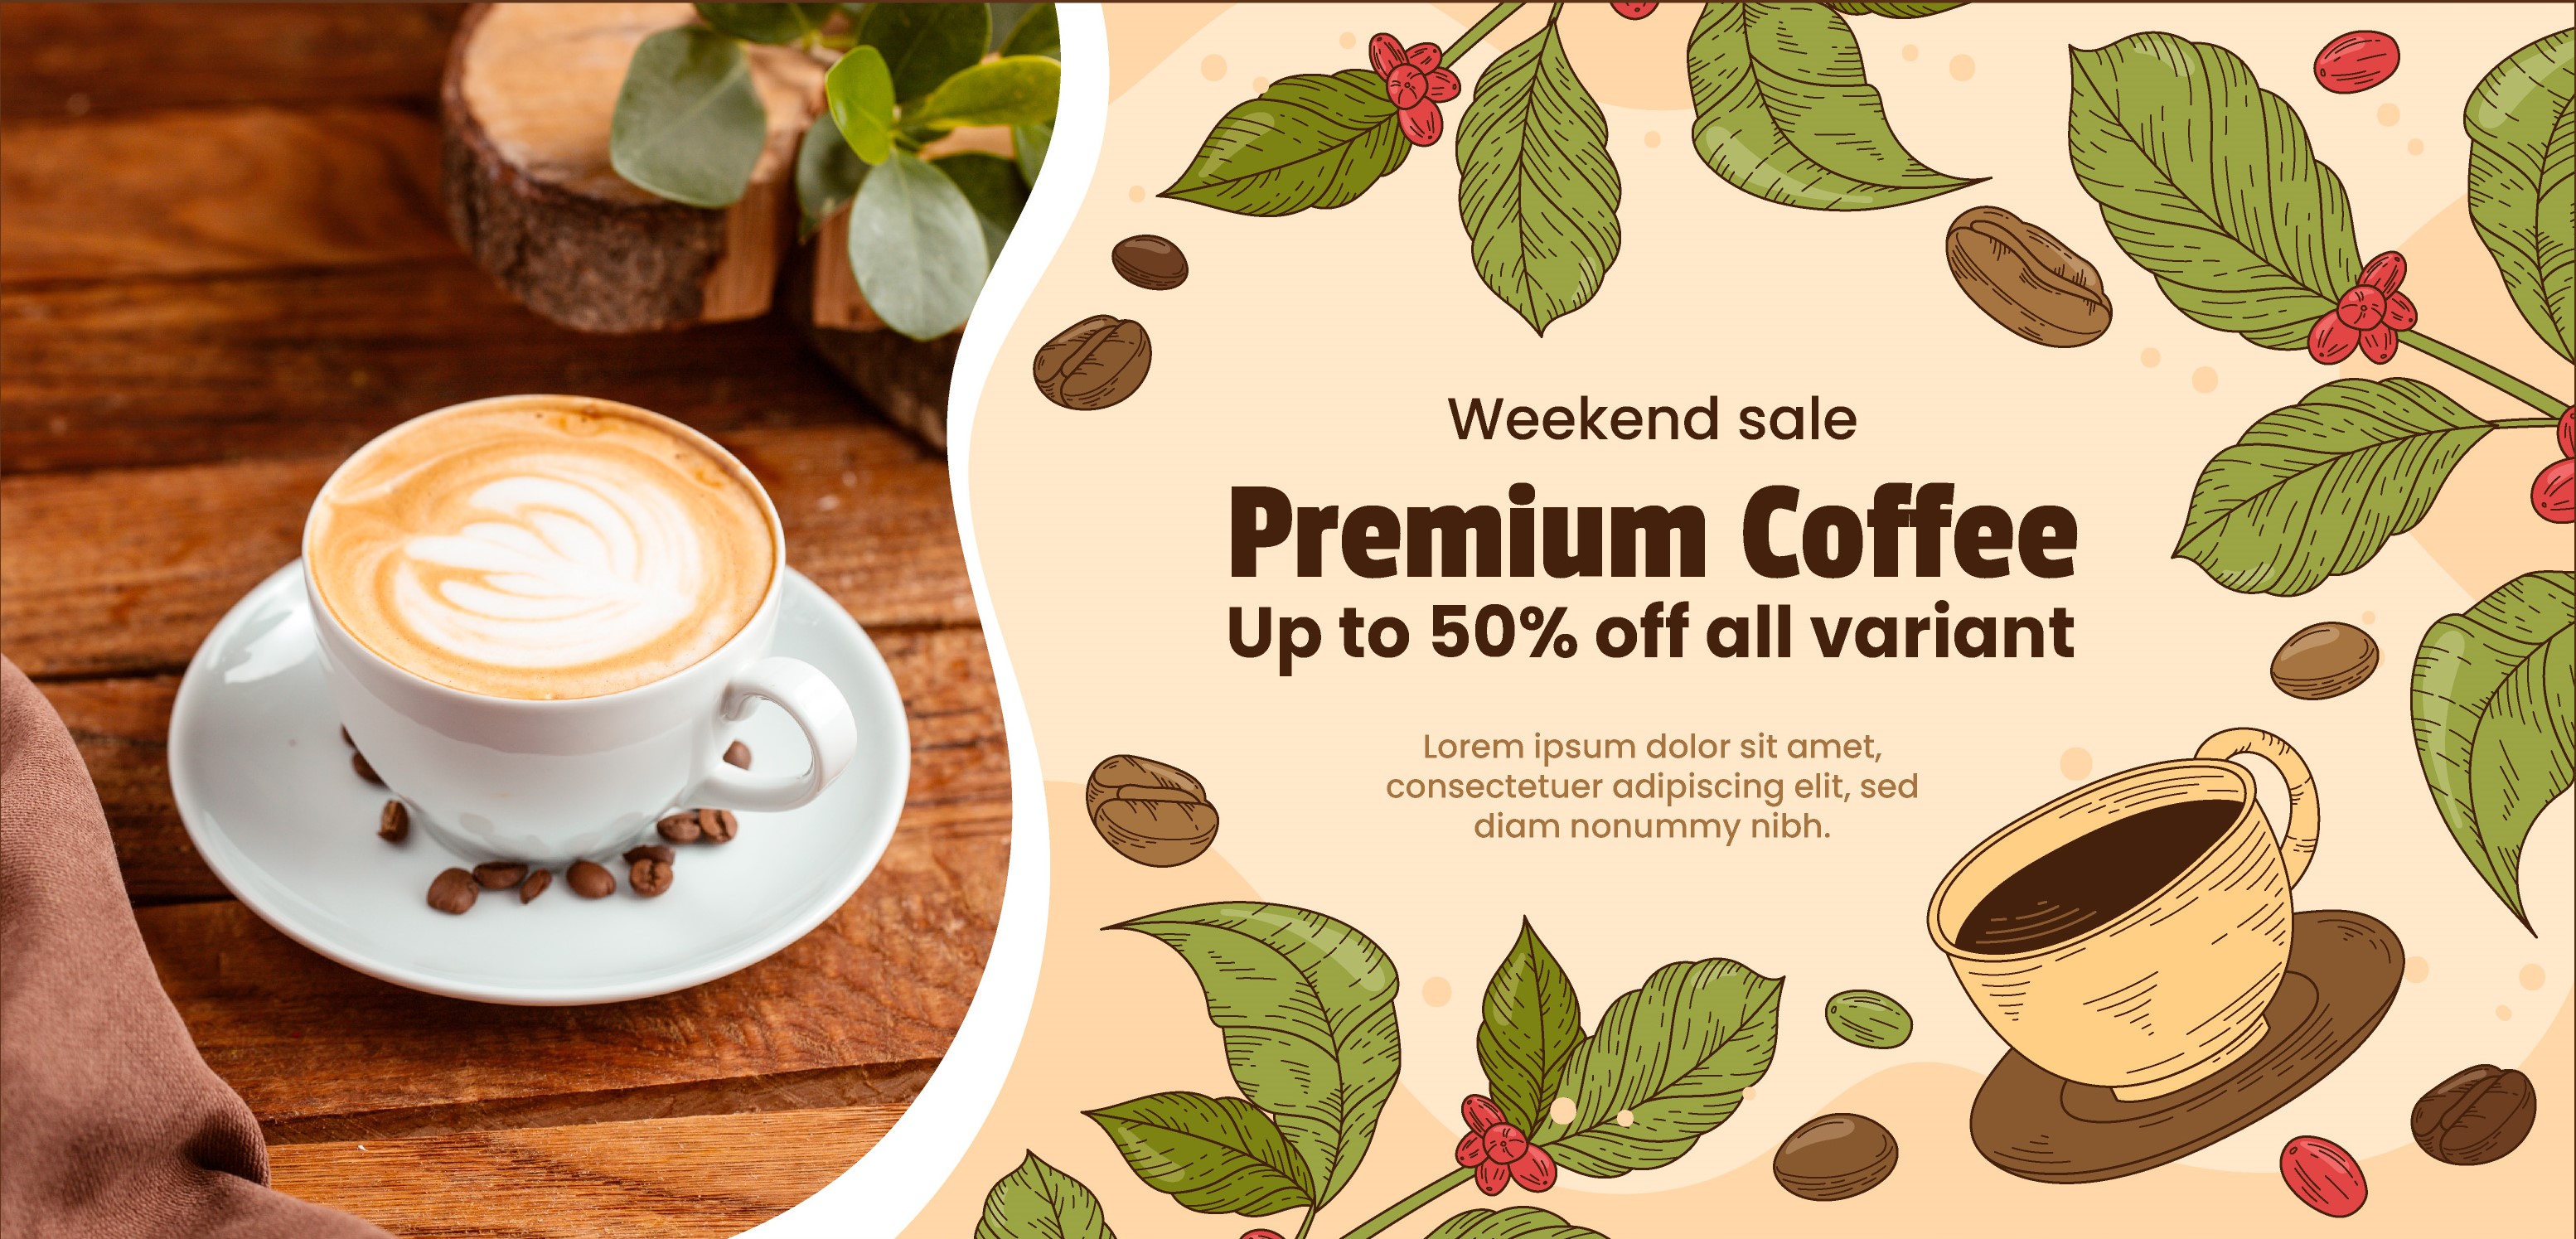 Weekend sale
Premium Coffee
Up to 50% off all variant
Lorem ipsum dolor sit amet,
consectetuer adipiscing elit, sed
diam nonummy nibh.